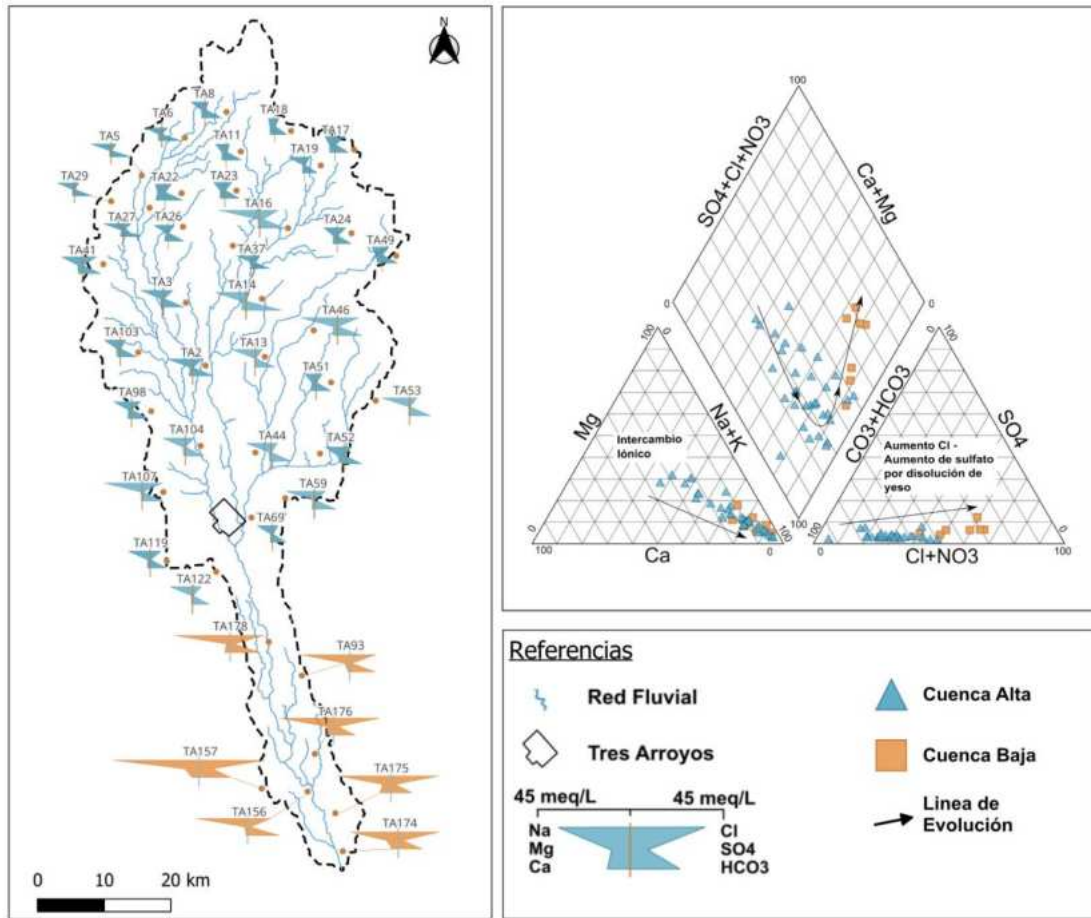 N
TA8
TA6
TA18
TA5
TA11
TA17
TA19
TA29
TA22
TA23
TA16
TA27
TA26
TA24
TA49
TA41
TA37
TA3
TA14
TA46
TA103
TA13
TA2
TA51
TA98
TA53
TA104
TA44
TA52
TA107
TA59
TA69
TA119
TA122
TA178
TA93
TA176
TA157
TA175
TA156
TA174
0 10 20 km
100
SO4+Cl+NO3
Ca+Mg
0
0
100
100
Mg
Na+K
CO3+HCO3
SO4
Intercambio
Iónico
Aumento Cl -
Aumento de sulfato
por disolución de
yeso
100
0
100
0
0
100
0
100
Ca
Cl+NO3
Referencias
Red Fluvial
Cuenca Alta
Tres Arroyos
Cuenca Baja
45 meq/L
45 meq/L
Linea de
Evolución
Na
Cl
Mg
SO4
Ca
HCO3